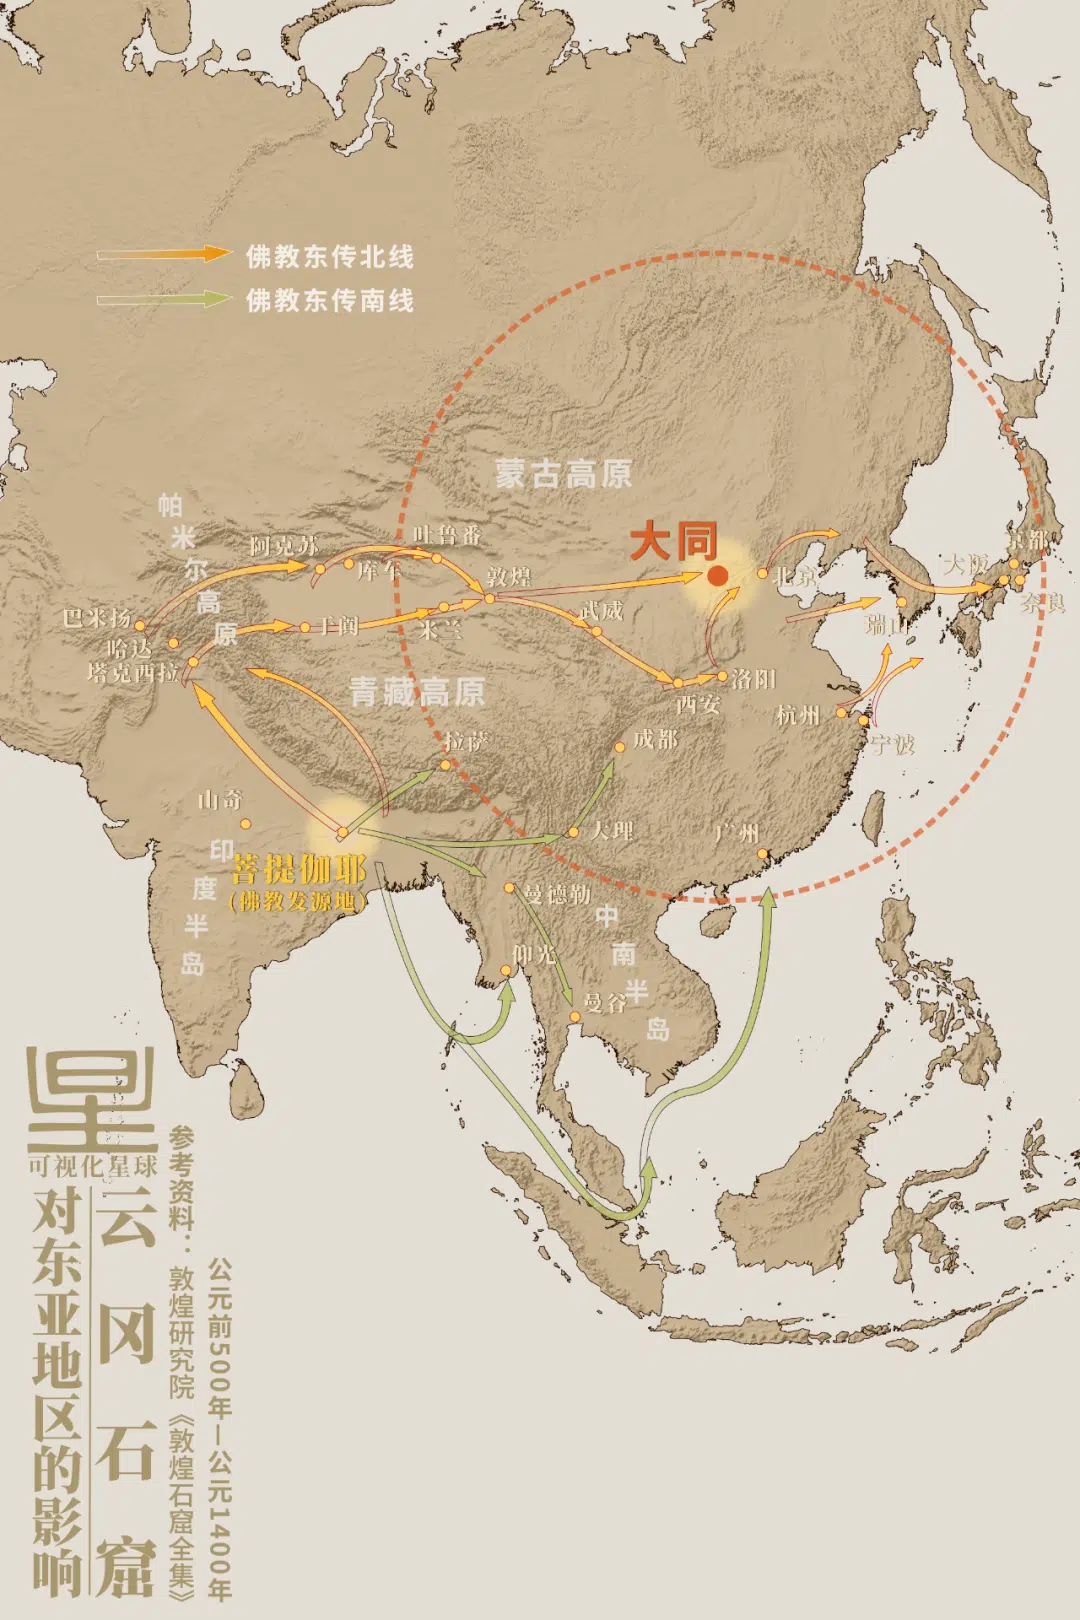 佛教东传北线
佛教东传南线
蒙古高原
帕米尔高原
大同
吐鲁番
阿克苏
库车
敦煌
北京
京都
大阪
奈良
巴米扬
于阗
米兰
武威
瑞山
哈达
塔克西拉
青藏高原
西安
洛阳
杭州
宁波
拉萨
成都
山奇
大理
广州
印度半岛
菩提伽耶
(佛教发源地)
曼德勒
中南半岛
仰光
曼谷
星
可视化星球
云冈石窟
对东亚地区的影响
参考资料：敦煌研究院《敦煌石窟全集》
公元前500年—公元1400年